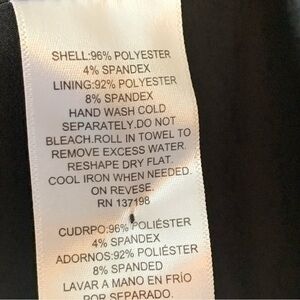 SHELL:96% POLYESTER
4% SPANDEX
LINING:92% POLYESTER
8% SPANDEX
HAND WASH COLD
SEPARATELY.DO NOT
BLEACH.ROLL IN TOWEL TO
REMOVE EXCESS WATER.
RESHAPE DRY FLAT.
COOL IRON WHEN NEEDED.
ON REVESE.
RN 137198
CUDRPO:96% POLIÉSTER
4% SPANDEX
ADORNOS:92% POLIÉSTER
8% SPANDED
LAVAR A MANO EN FRÍO
POR SEPARADO.